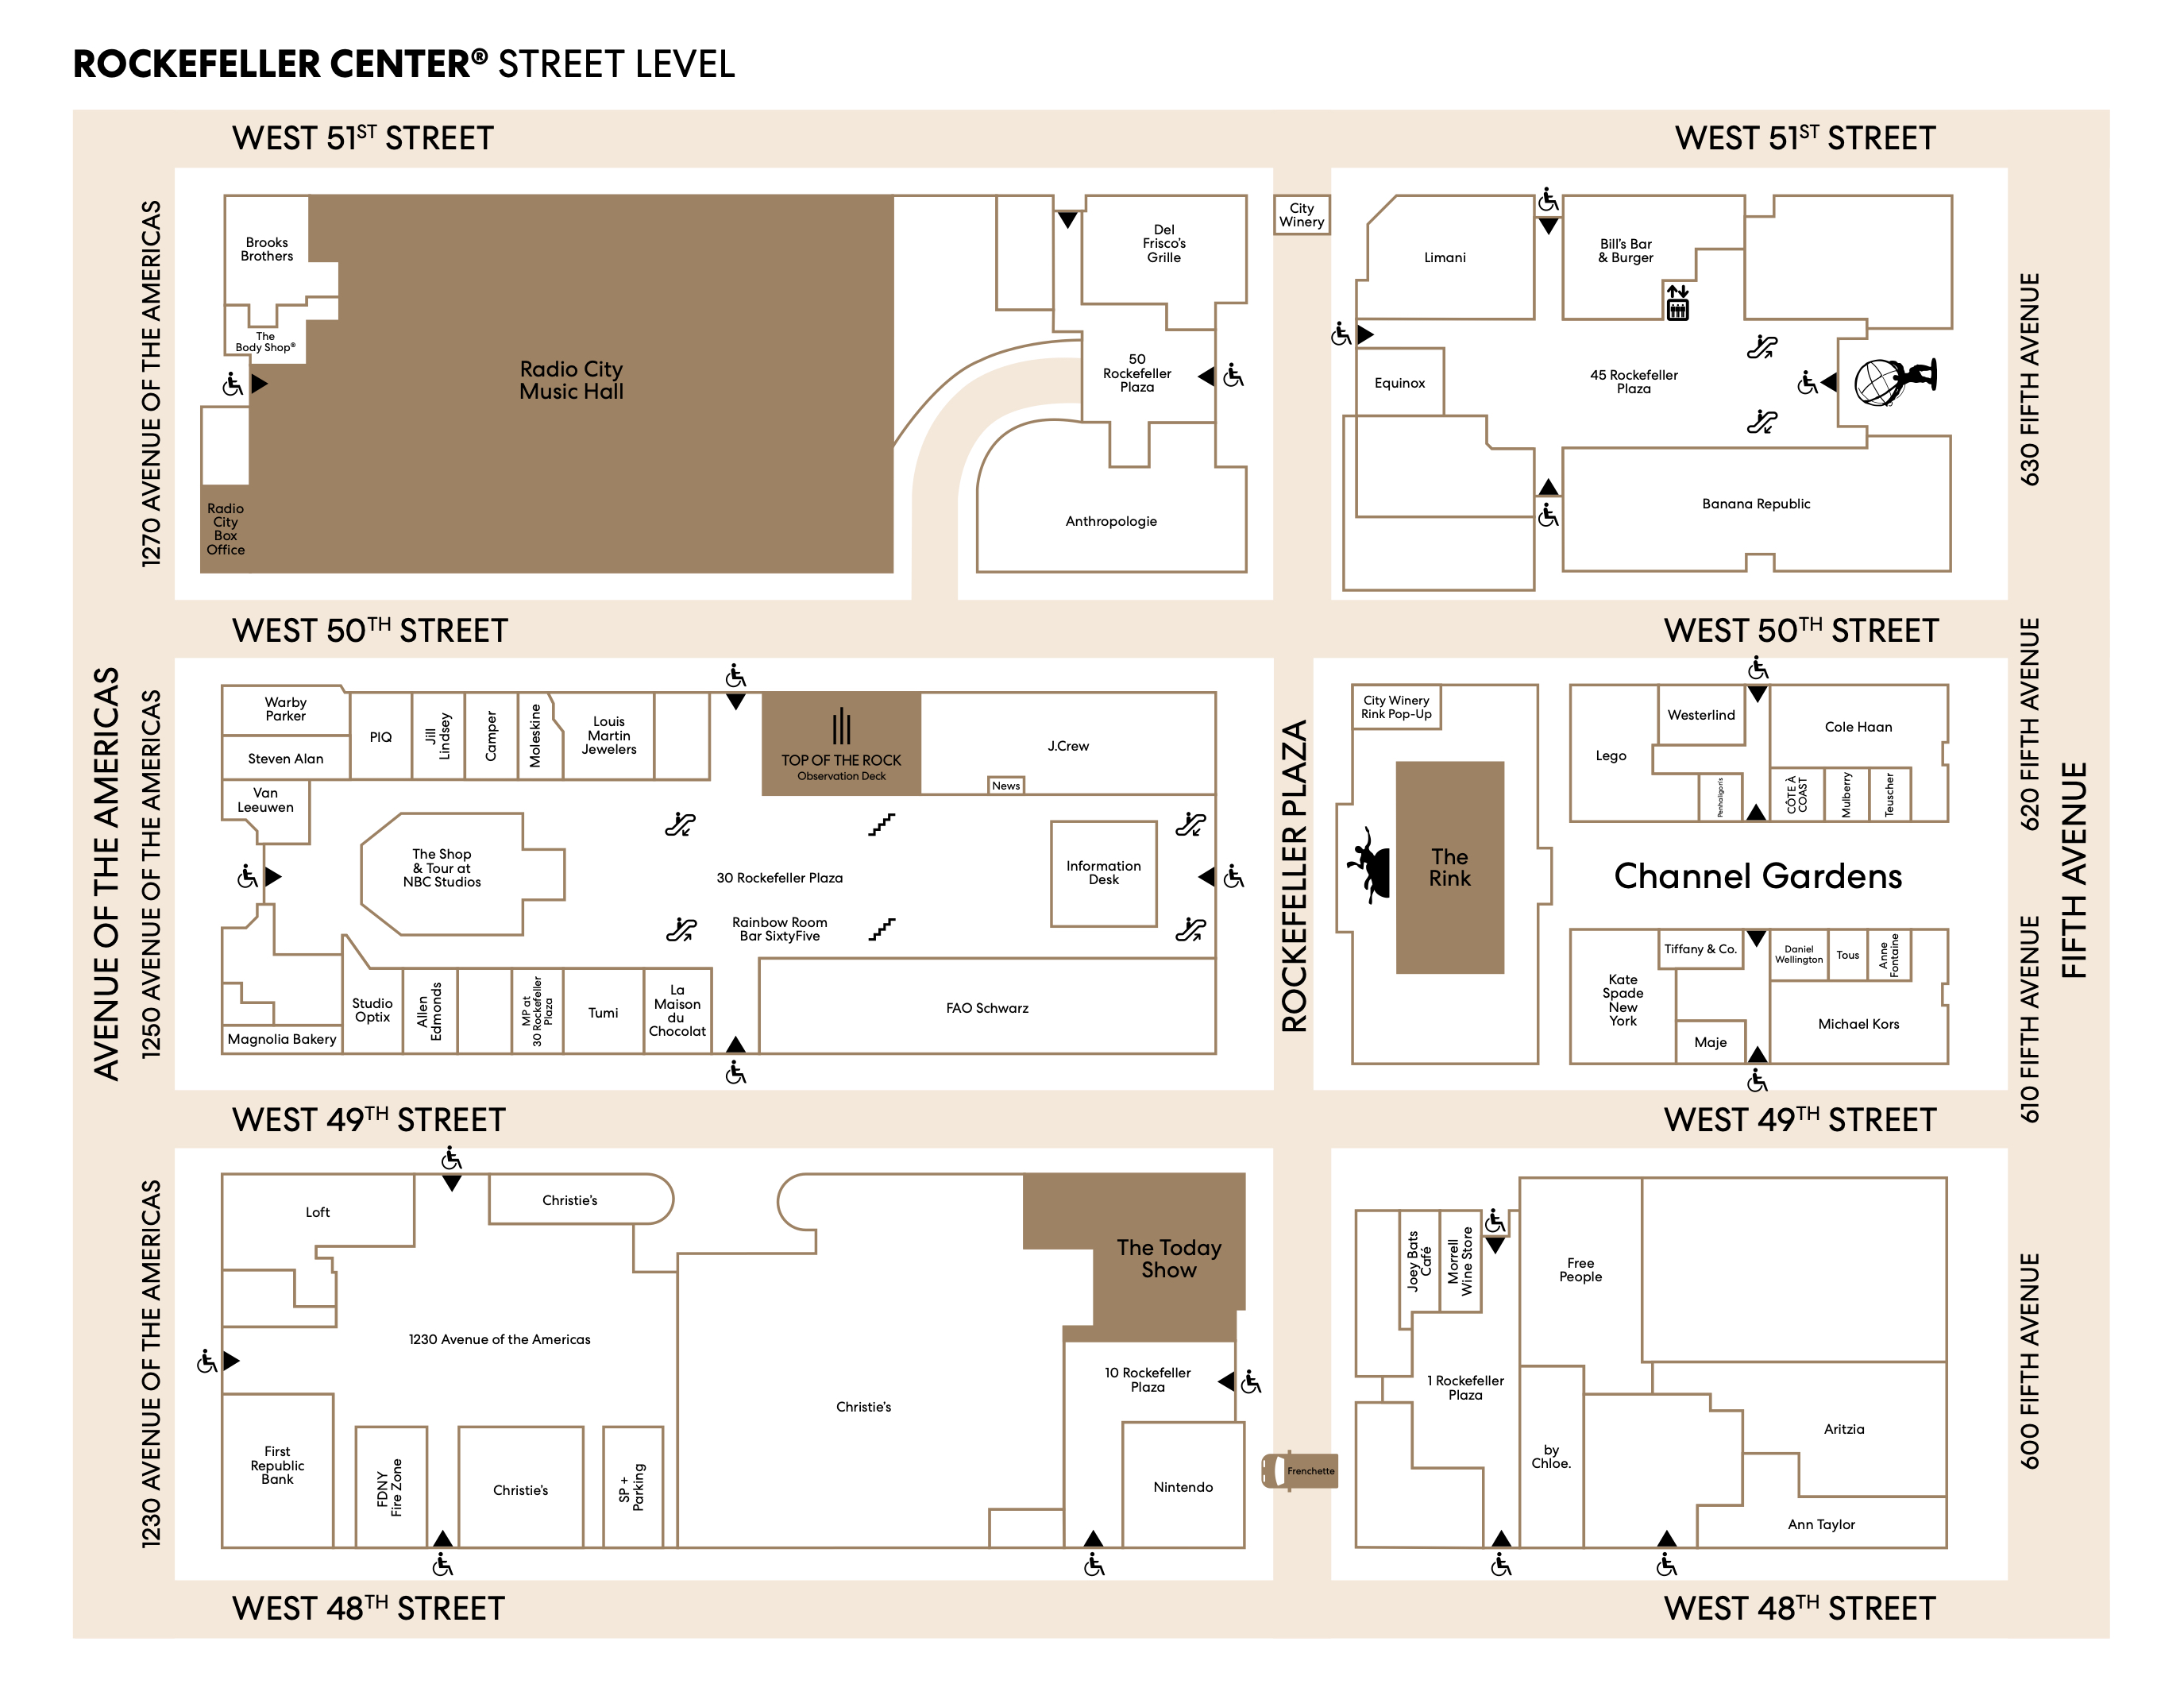 ROCKEFELLER CENTER® STREET LEVEL
WEST 51ST STREET
WEST 51ST STREET
AVENUE OF THE AMERICAS
1270 AVENUE OF THE AMERICAS
Brooks
Brothers
The
Body Shop®
Radio
City
Box
Office
Radio City
Music Hall
Del
Frisco's
Grille
50
Rockefeller
Plaza
Anthropologie
City
Winery
Limani
Bill's Bar
& Burger
Equinox
45 Rockefeller
Plaza
Banana Republic
630 FIFTH AVENUE
WEST 50TH STREET
WEST 50TH STREET
1250 AVENUE OF THE AMERICAS
Warby
Parker
Steven Alan
Van
Leeuwen
PIQ
Jill
Lindsey
Camper
Moleskine
Louis
Martin
Jewelers
TOP OF THE ROCK
Observation Deck
J.Crew
News
The Shop
& Tour at
NBC Studios
30 Rockefeller Plaza
Rainbow Room
Bar SixtyFive
Information
Desk
Magnolia Bakery
Studio
Optix
Allen
Edmonds
MP at
30 Rockefeller
Plaza
Tumi
La
Maison
du
Chocolat
FAO Schwarz
ROCKEFELLER PLAZA
City Winery
Rink Pop-Up
The
Rink
Lego
Westerlind
Penhaligon's
Cole Haan
CÔTE À
COAST
Mulberry
Teuscher
Channel Gardens
Kate
Spade
New
York
Tiffany & Co.
Maje
Daniel
Wellington
Tous
Anne
Fontaine
Michael Kors
620 FIFTH AVENUE
610 FIFTH AVENUE
FIFTH AVENUE
WEST 49TH STREET
WEST 49TH STREET
1230 AVENUE OF THE AMERICAS
Loft
Christie's
1230 Avenue of the Americas
First
Republic
Bank
FDNY
Fire Zone
Christie's
SP +
Parking
Christie's
The Today
Show
10 Rockefeller
Plaza
Nintendo
Frenchette
Joey Bats
Café
Morrell
Wine Store
1 Rockefeller
Plaza
Free
People
by
Chloe.
Aritzia
Ann Taylor
600 FIFTH AVENUE
WEST 48TH STREET
WEST 48TH STREET